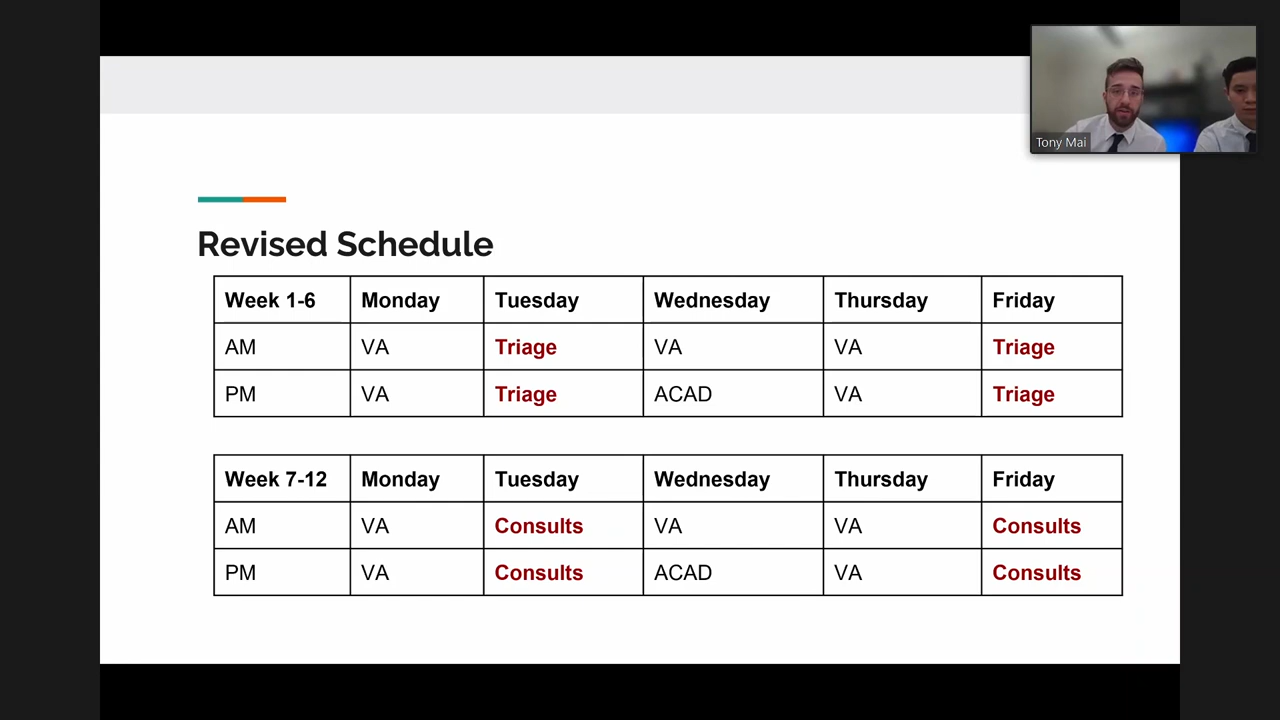 Tony Mai
Revised Schedule
Week 1-6 Monday Tuesday Wednesday Thursday Friday
AM VA Triage VA VA Triage
PM VA Triage ACAD VA Triage
Week 7-12 Monday Tuesday Wednesday Thursday Friday
AM VA Consults VA VA Consults
PM VA Consults ACAD VA Consults